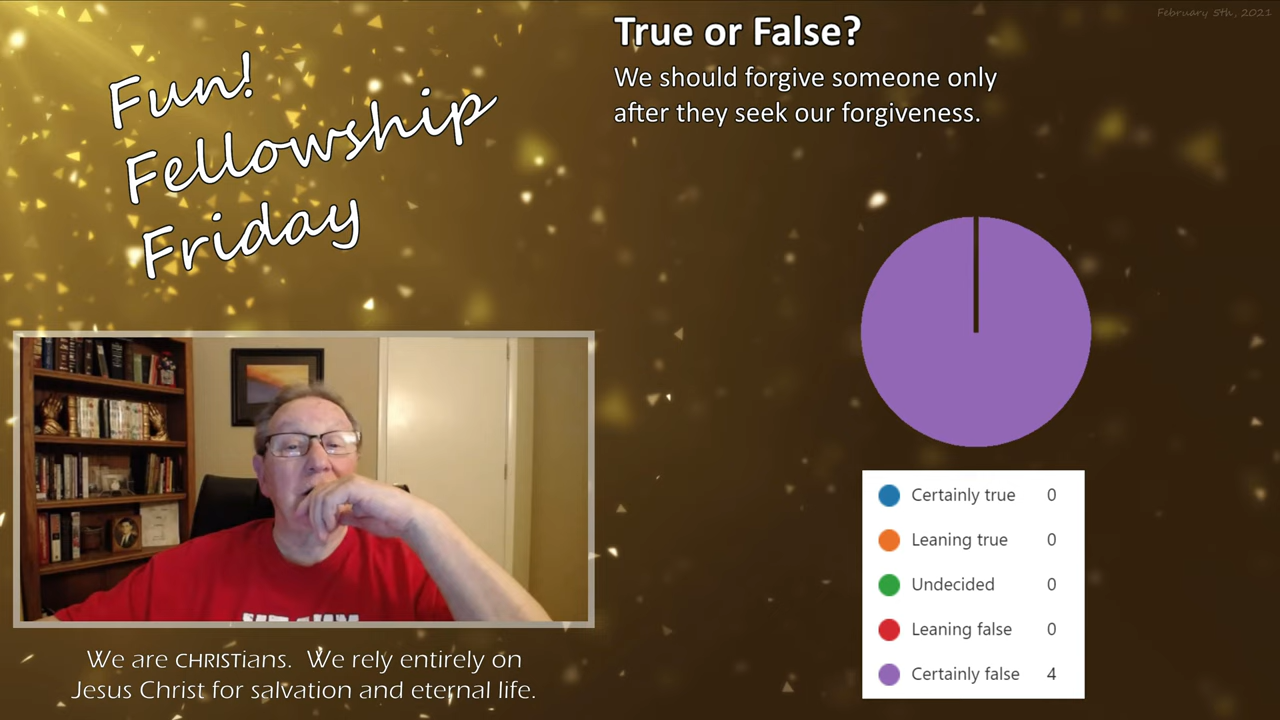 February 5th, 2021
Fun!
Fellowship
Friday
True or False?
We should forgive someone only
after they seek our forgiveness.
Certainly true 0
Leaning true 0
Undecided 0
Leaning false 0
Certainly false 4
We are CHRISTians. We rely entirely on
Jesus Christ for salvation and eternal life.